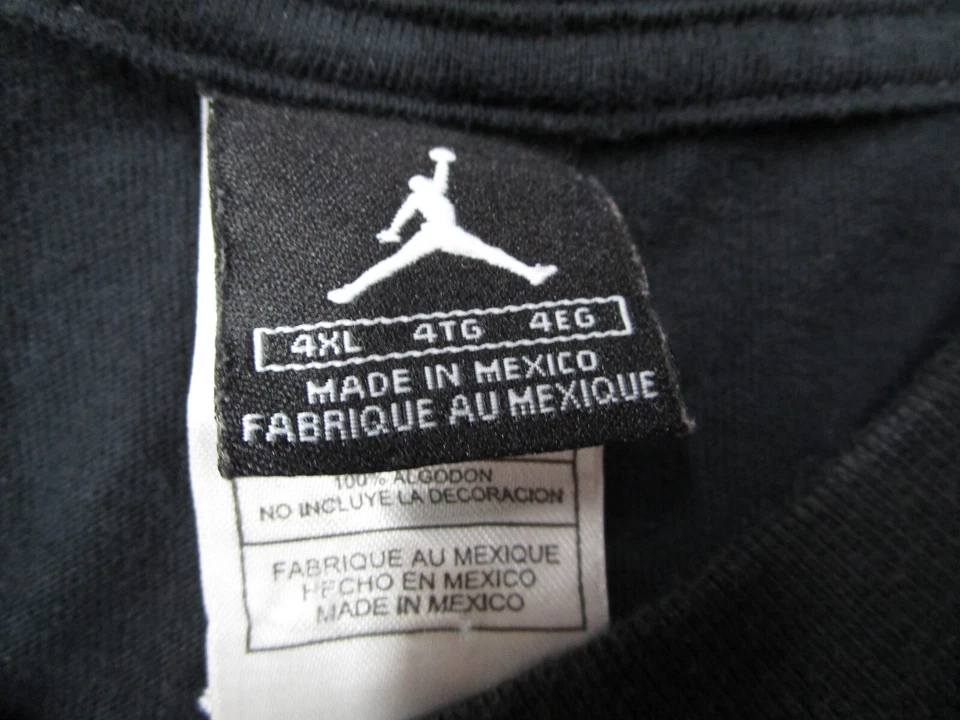 4XL 4TG 4EG
MADE IN MEXICO
FABRIQUE AU MEXIQUE
100% ALGODON
NO INCLUYE LA DECORACION
FABRIQUE AU MEXIQUE
HECHO EN MEXICO
MADE IN MEXICO